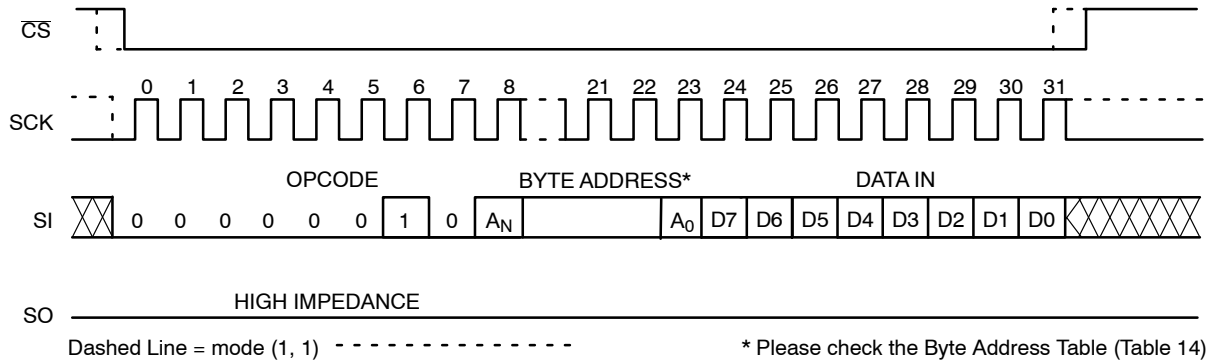 CS
0 1 2 3 4 5 6 7 8 21 22 23 24 25 26 27 28 29 30 31
SCK
OPCODE BYTE ADDRESS* DATA IN
SI 0 0 0 0 0 0 1 0 AN A0 D7 D6 D5 D4 D3 D2 D1 D0
HIGH IMPEDANCE
SO
Dashed Line = mode (1, 1) * Please check the Byte Address Table (Table 14)